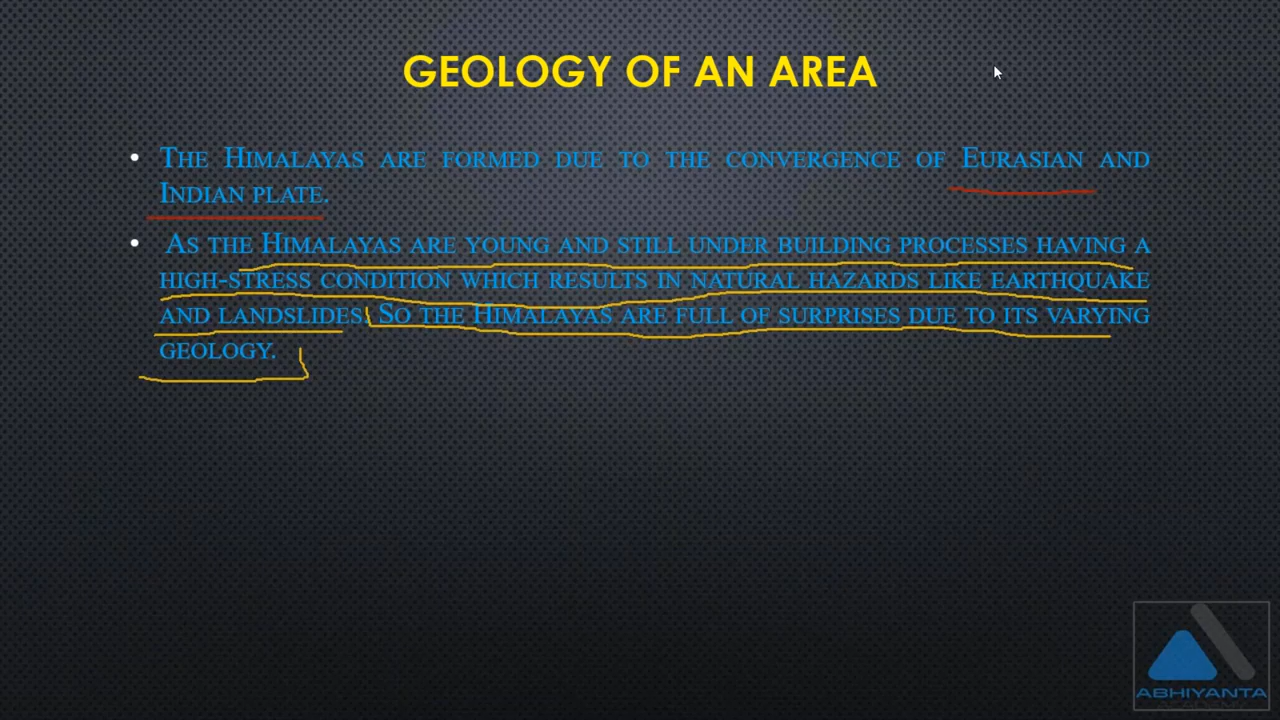 GEOLOGY OF AN AREA
• The Himalayas are formed due to the convergence of Eurasian and
Indian plate.
• As the Himalayas are young and still under building processes having a
high-stress condition which results in natural hazards like earthquake
and landslides. So the Himalayas are full of surprises due to its varying
geology.
ABHIYANTA